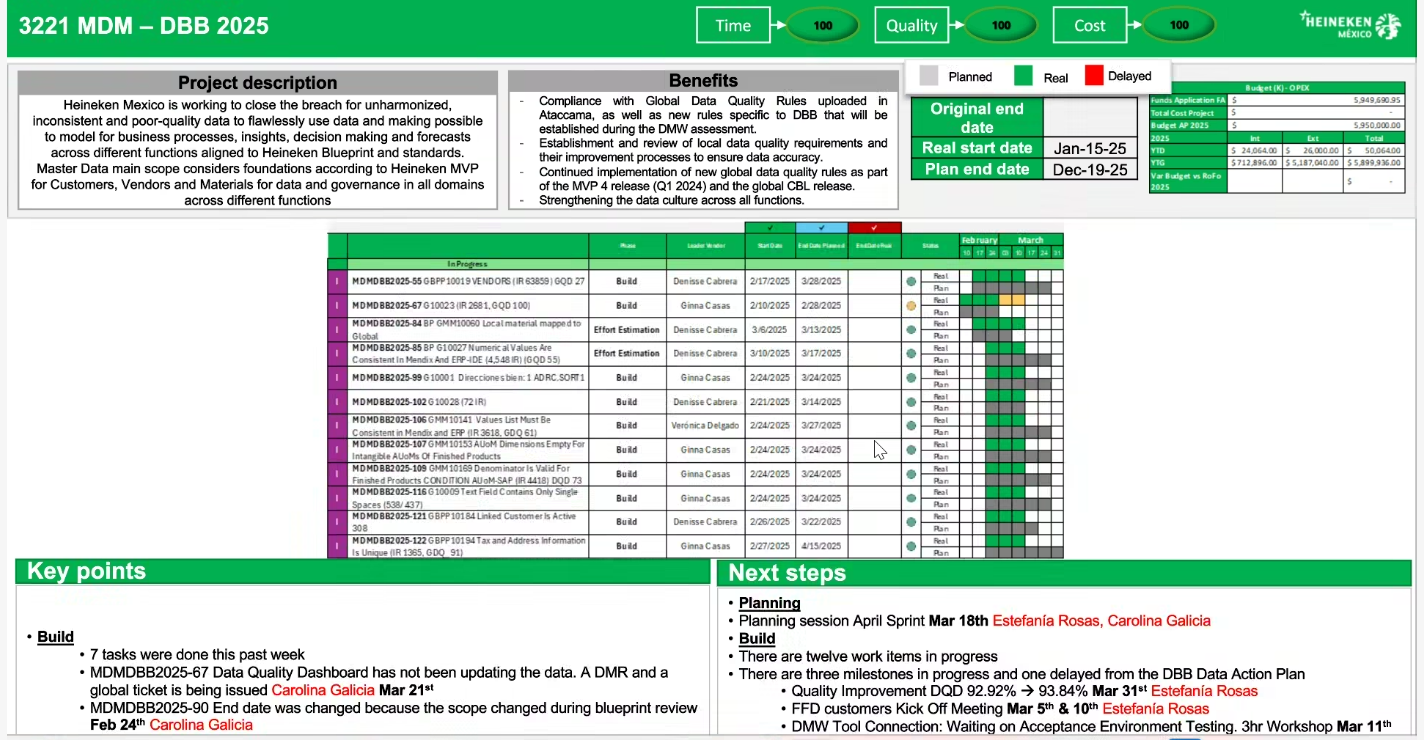 3221 MDM – DBB 2025
Time
100
Quality
100
Cost
100
HEINEKEN
MÉXICO
Planned
Real
Delayed
Project description
Heineken Mexico is working to close the breach for unharmonized,
inconsistent and poor-quality data to flawlessly use data and making possible
to model for business processes, insights, decision making and forecasts
across different functions aligned to Heineken Blueprint and standards.
Master Data main scope considers foundations according to Heineken MVP
for Customers, Vendors and Materials for data and governance in all domains
across different functions
Benefits
- Compliance with Global Data Quality Rules uploaded in
Ataccama, as well as new rules specific to DBB that will be
established during the DMW assessment.
- Establishment and review of local data quality requirements and
their improvement processes to ensure data accuracy.
- Continued implementation of new global data quality rules as part
of the MVP 4 release (Q1 2024) and the global CBL release.
- Strengthening the data culture across all functions.
Original end
date
Real start date Jan-15-25
Plan end date Dec-19-25
Budget (K) - OPEX
Funds Application FA $ 5,949,690.95
Total Cost Project $ -
Budget AP 2025 $ 5,950,000.00
2025 Int Ext Total
YTD $ 24,064.00 $ 26,000.00 $ 50,064.00
YTG $ 712,896.00 $ 5,187,040.00 $ 5,899,936.00
Var Budget vs RoFo
2025 $ -
✓ ✓ ✓
Phase Leader Vendor Start Date End Date Planned End Date Real Status February March
10 17 24 03 10 17 24 31
In Progress
I MDMDBB2025-55 GBPP10019 VENDORS (IR 63859) GQD 27 Build Denisse Cabrera 2/17/2025 3/28/2025 Real
Plan
I MDMDBB2025-67 G10023 (IR 2681, GQD 100) Build Ginna Casas 2/10/2025 2/28/2025 Real
Plan
I MDMDBB2025-84 BP GMM10060 Local material mapped to
Global Effort Estimation Denisse Cabrera 3/6/2025 3/13/2025 Real
Plan
I MDMDBB2025-85 BP G10027 Numerical Values Are
Consistent In Mendix And ERP-IDE (4,548 IR) (GQD 55) Effort Estimation Denisse Cabrera 3/10/2025 3/17/2025 Real
Plan
I MDMDBB2025-99 G10001 Direcciones bien: 1 ADRC.SORT1 Build Ginna Casas 2/24/2025 3/24/2025 Real
Plan
I MDMDBB2025-102 G10028 (72 IR) Build Denisse Cabrera 2/21/2025 3/14/2025 Real
Plan
I MDMDBB2025-106 GMM10141 Values List Must Be
Consistent in Mendix and ERP (IR 3618, GDQ 61) Build Verónica Delgado 2/24/2025 3/27/2025 Real
Plan
I MDMDBB2025-107 GMM10153 AUoM Dimensions Empty For
Intangible AUoMs Of Finished Products Build Ginna Casas 2/24/2025 3/24/2025 Real
Plan
I MDMDBB2025-109 GMM10169 Denominator Is Valid For
Finished Products CONDITION AUoM-SAP (IR 4418) DQD 73 Build Ginna Casas 2/24/2025 3/24/2025 Real
Plan
I MDMDBB2025-116 G10009 Text Field Contains Only Single
Spaces (538/ 437) Build Ginna Casas 2/24/2025 3/24/2025 Real
Plan
I MDMDBB2025-121 GBPP10184 Linked Customer Is Active
308 Build Denisse Cabrera 2/26/2025 3/22/2025 Real
Plan
I MDMDBB2025-122 GBPP10194 Tax and Address Information
Is Unique (IR 1365, GDQ_91) Build Ginna Casas 2/27/2025 4/15/2025 Real
Plan
Key points
• Build
• 7 tasks were done this past week
• MDMDBB2025-67 Data Quality Dashboard has not been updating the data. A DMR and a
global ticket is being issued Carolina Galicia Mar 21st
• MDMDBB2025-90 End date was changed because the scope changed during blueprint review
Feb 24th Carolina Galicia
Next steps
• Planning
• Planning session April Sprint Mar 18th Estefanía Rosas, Carolina Galicia
• Build
• There are twelve work items in progress
• There are three milestones in progress and one delayed from the DBB Data Action Plan
• Quality Improvement DQD 92.92% → 93.84% Mar 31st Estefanía Rosas
• FFD customers Kick Off Meeting Mar 5th & 10th Estefanía Rosas
• DMW Tool Connection: Waiting on Acceptance Environment Testing. 3hr Workshop Mar 11th